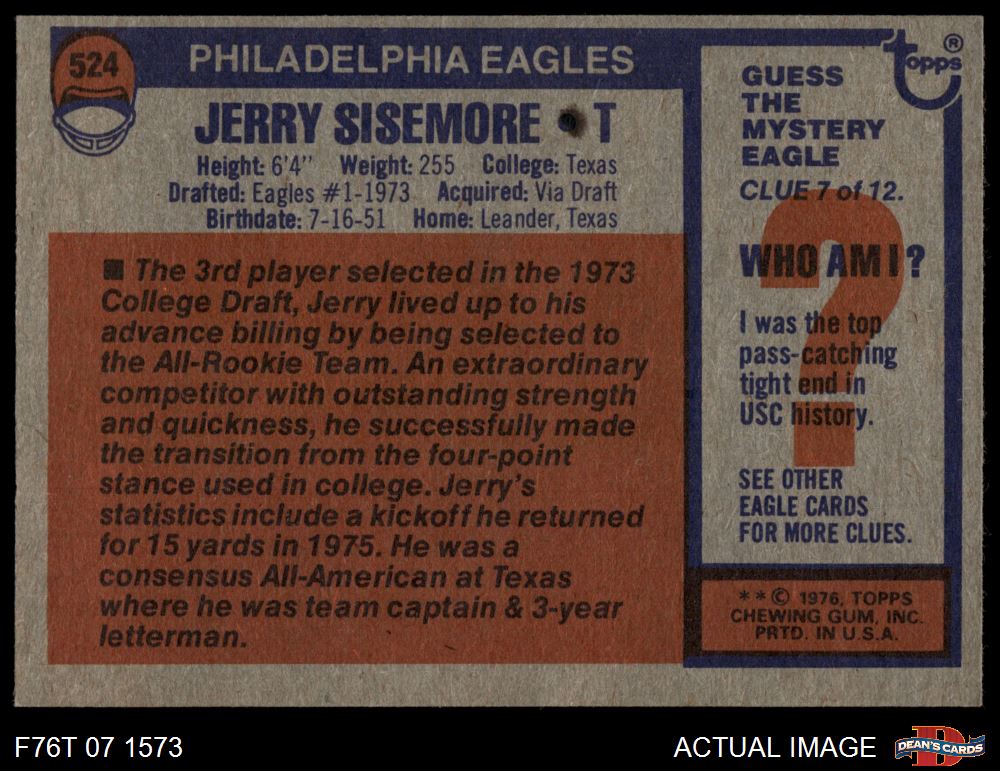 524
PHILADELPHIA EAGLES
JERRY SISEMORE • T
Height: 6'4" Weight: 255 College: Texas
Drafted: Eagles #1-1973 Acquired: Via Draft
Birthdate: 7-16-51 Home: Leander, Texas
■ The 3rd player selected in the 1973
College Draft, Jerry lived up to his
advance billing by being selected to
the All-Rookie Team. An extraordinary
competitor with outstanding strength
and quickness, he successfully made
the transition from the four-point
stance used in college. Jerry's
statistics include a kickoff he returned
for 15 yards in 1975. He was a
consensus All-American at Texas
where he was team captain & 3-year
letterman.
topps ®
GUESS
THE
MYSTERY
EAGLE
CLUE 7 of 12.
?
WHO AM I?
I was the top
pass-catching
tight end in
USC history.
SEE OTHER
EAGLE CARDS
FOR MORE CLUES.
**© 1976, TOPPS
CHEWING GUM, INC.
PRTD. IN U.S.A.
F76T 07 1573
ACTUAL IMAGE
D
DEAN'S CARDS